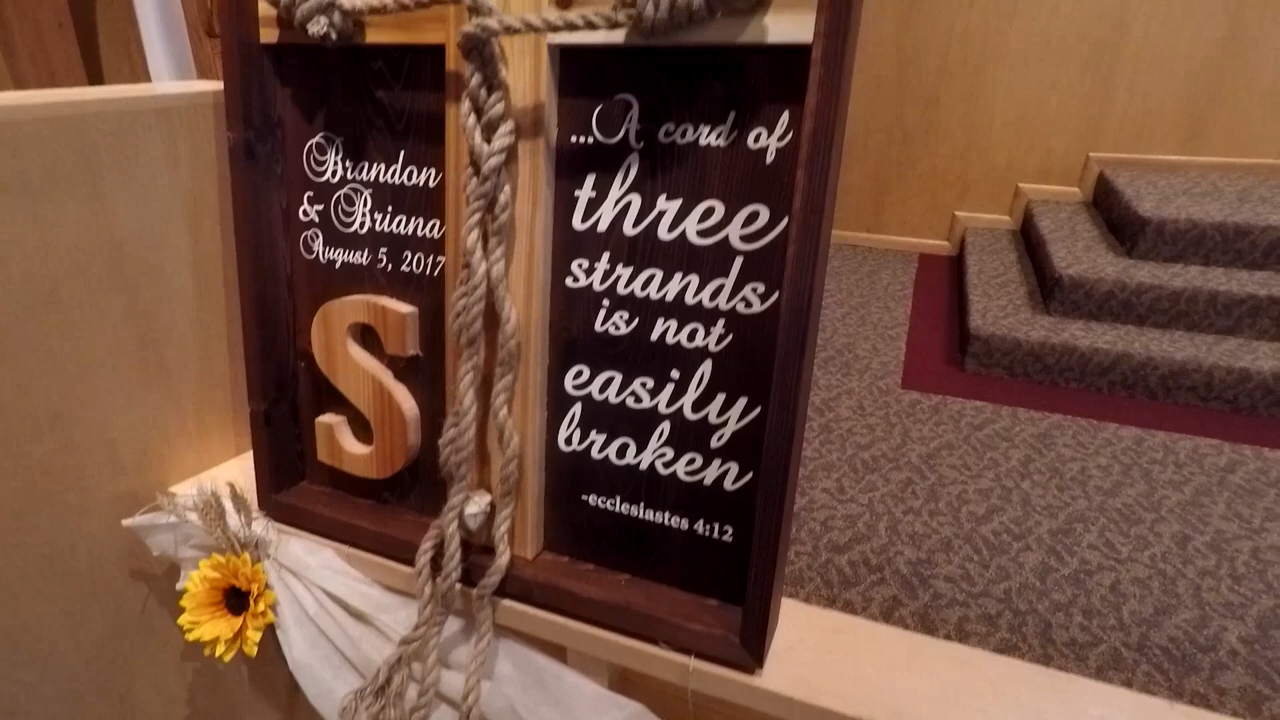 Brandon
& Briana
August 5, 2017
S
...A cord of
three
strands
is not
easily
broken
-ecclesiastes 4:12